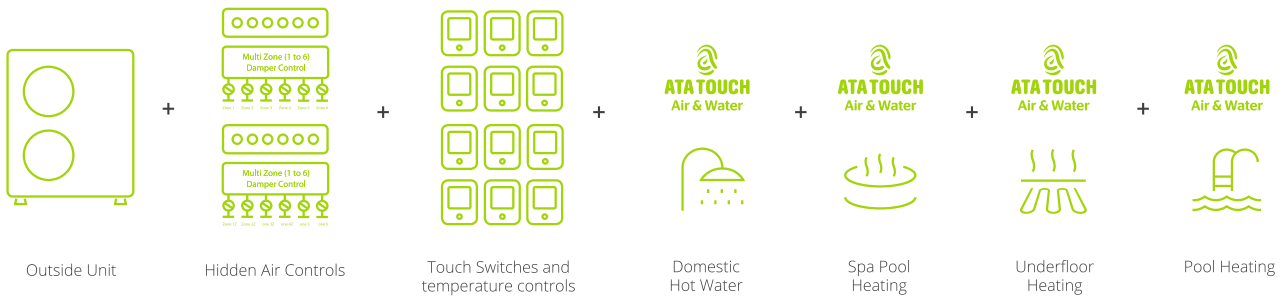 Multi Zone (1 to 6)
Damper Control
Multi Zone (1 to 6)
Damper Control
+
+
+
+
+
+
ATA TOUCH
Air & Water
ATA TOUCH
Air & Water
ATA TOUCH
Air & Water
ATA TOUCH
Air & Water
Outside Unit
Hidden Air Controls
Touch Switches and
temperature controls
Domestic
Hot Water
Spa Pool
Heating
Underfloor
Heating
Pool Heating